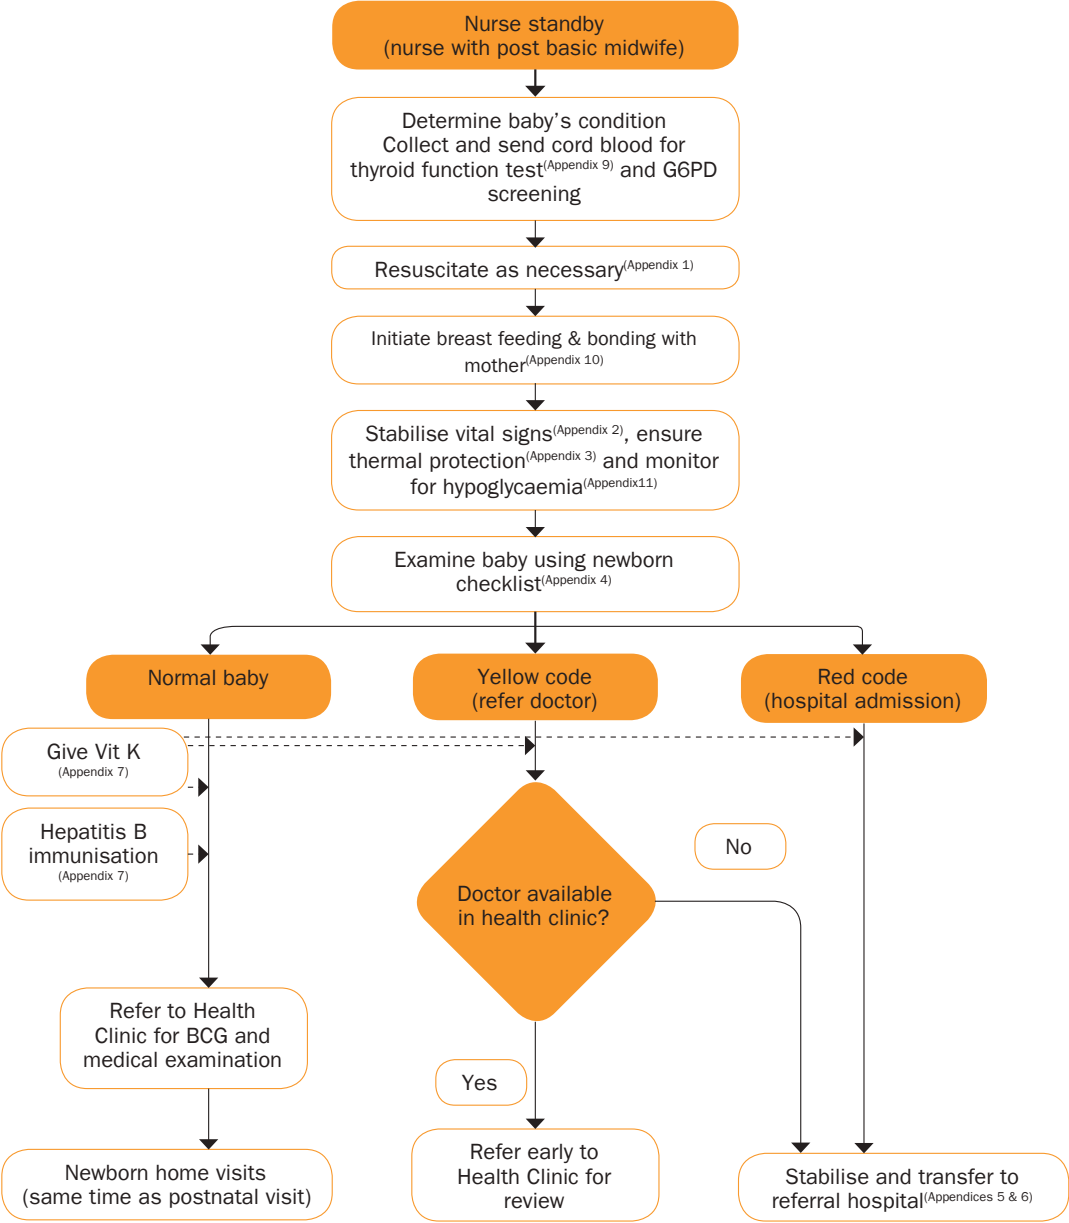 Nurse standby
(nurse with post basic midwife)
Determine baby's condition
Collect and send cord blood for
thyroid function test(Appendix 9) and G6PD
screening
Resuscitate as necessary(Appendix 1)
Initiate breast feeding & bonding with
mother(Appendix 10)
Stabilise vital signs(Appendix 2), ensure
thermal protection(Appendix 3) and monitor
for hypoglycaemia(Appendix11)
Examine baby using newborn
checklist(Appendix 4)
Normal baby
Yellow code
(refer doctor)
Red code
(hospital admission)
Give Vit K
(Appendix 7)
Hepatitis B
immunisation
(Appendix 7)
Doctor available
in health clinic?
No
Yes
Refer to Health
Clinic for BCG and
medical examination
Newborn home visits
(same time as postnatal visit)
Refer early to
Health Clinic for
review
Stabilise and transfer to
referral hospital(Appendices 5 & 6)